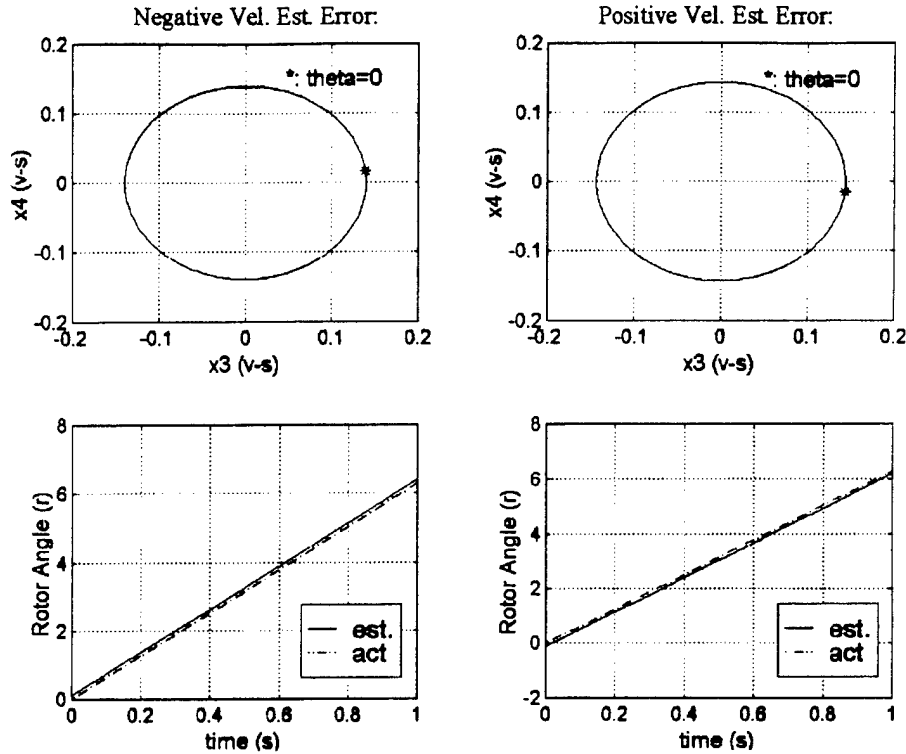 Negative Vel. Est. Error:
Positive Vel. Est. Error:
0.2
0.1
0
-0.1
-0.2
x4 (v-s)
*: theta=0
-0.2 -0.1 0 0.1 0.2
x3 (v-s)
0.2
0.1
0
-0.1
-0.2
x4 (v-s)
*: theta=0
-0.2 -0.1 0 0.1 0.2
x3 (v-s)
8
6
4
2
0
Rotor Angle (r)
est.
act
0 0.2 0.4 0.6 0.8 1
time (s)
8
6
4
2
0
-2
Rotor Angle (r)
est.
act
0 0.2 0.4 0.6 0.8 1
time (s)